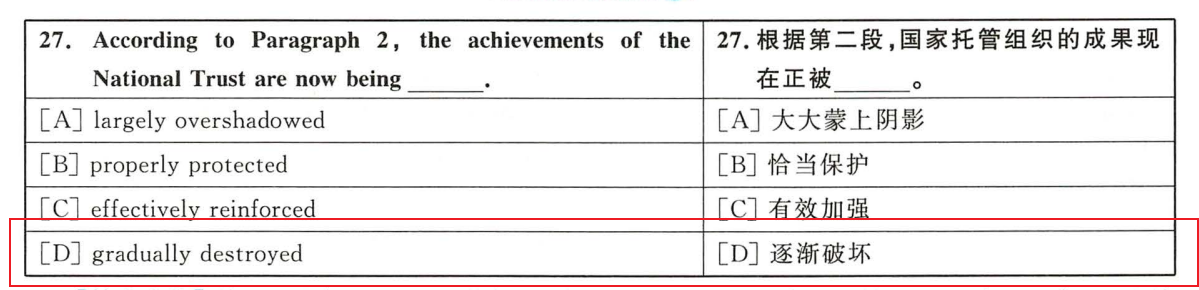 27. According to Paragraph 2, the achievements of the
National Trust are now being ______.
27. 根据第二段,国家托管组织的成果现
在正被______。
[A] largely overshadowed
[A] 大大蒙上阴影
[B] properly protected
[B] 恰当保护
[C] effectively reinforced
[C] 有效加强
[D] gradually destroyed
[D] 逐渐破坏